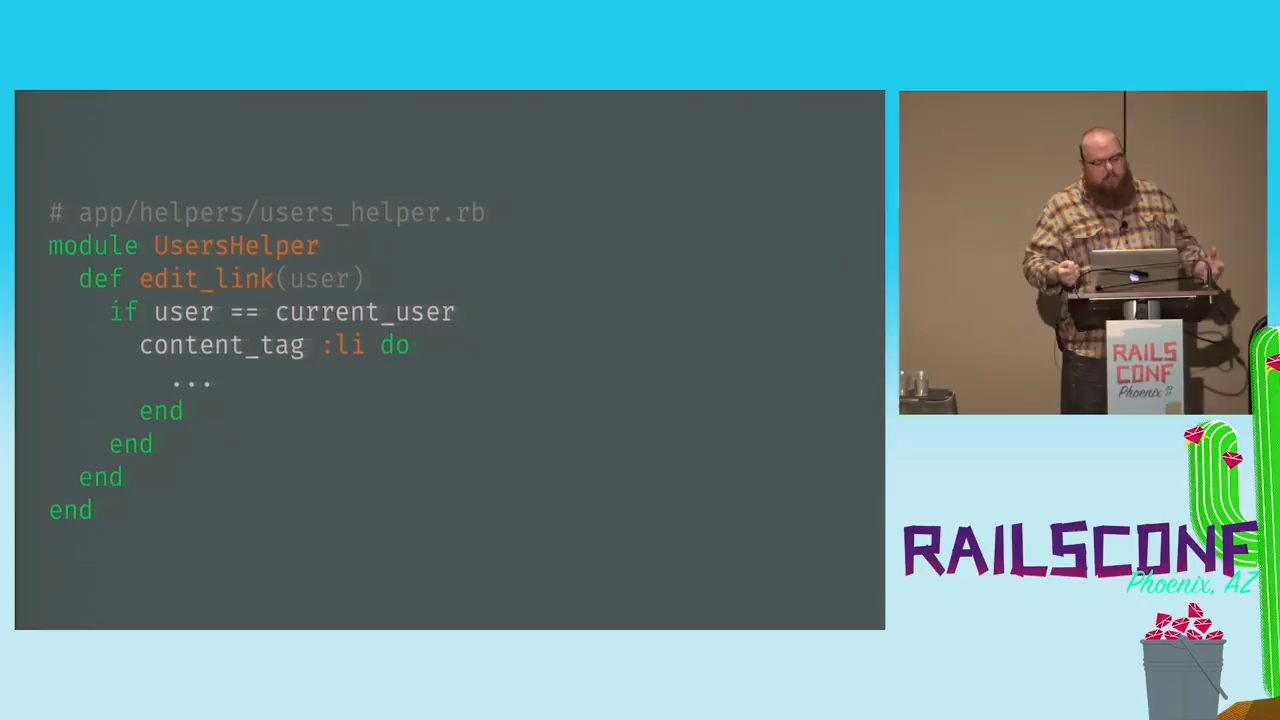 # app/helpers/users_helper.rb
module UsersHelper
  def edit_link(user)
    if user == current_user
      content_tag :li do
        ...
      end
    end
  end
end
RAILS
CONF
Phoenix
RAILSCONF
Phoenix, AZ